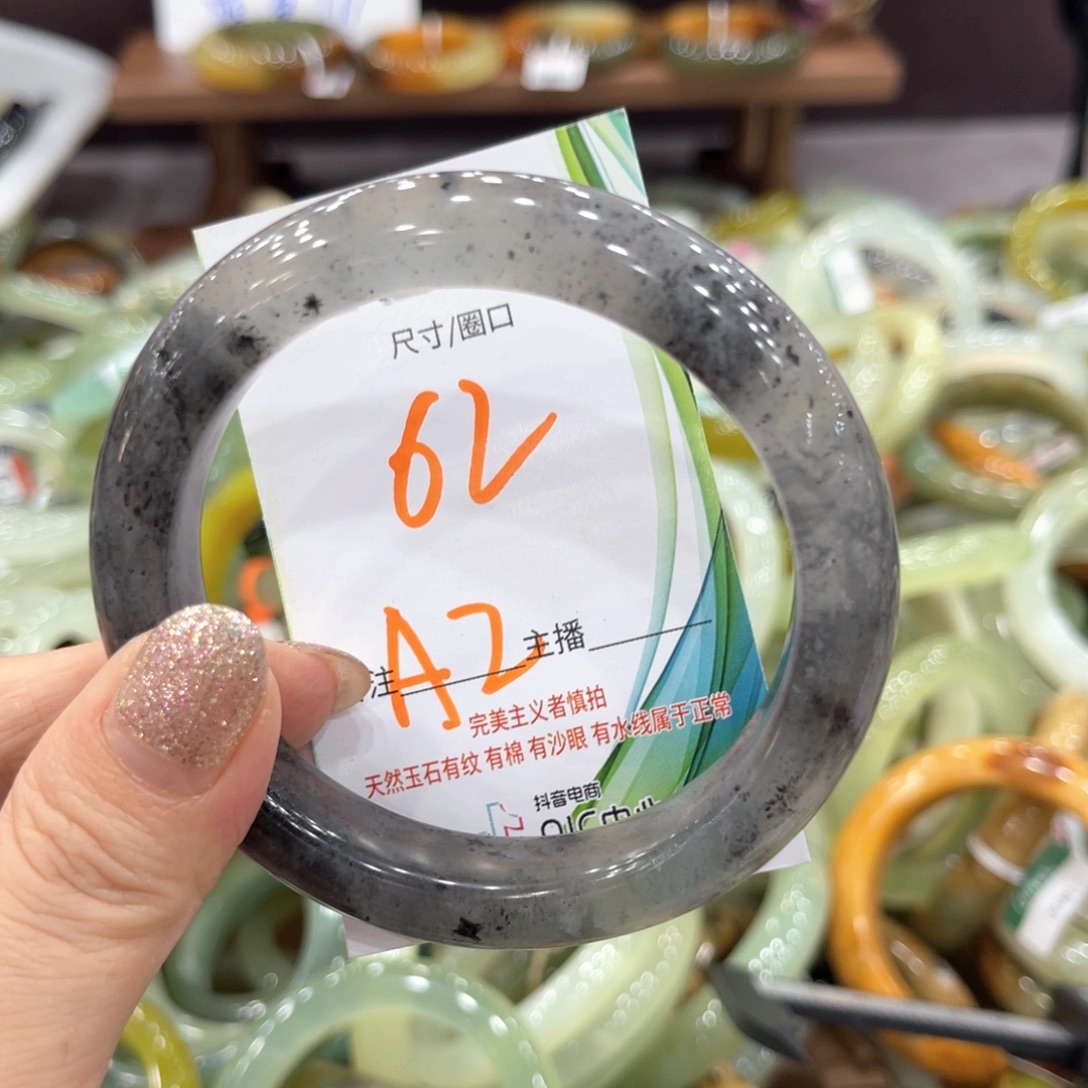 尺寸/圈口
62
A2
注 主播
完美主义者慎拍
天然玉石有纹 有棉 有沙眼 有水线属于正常
抖音电商